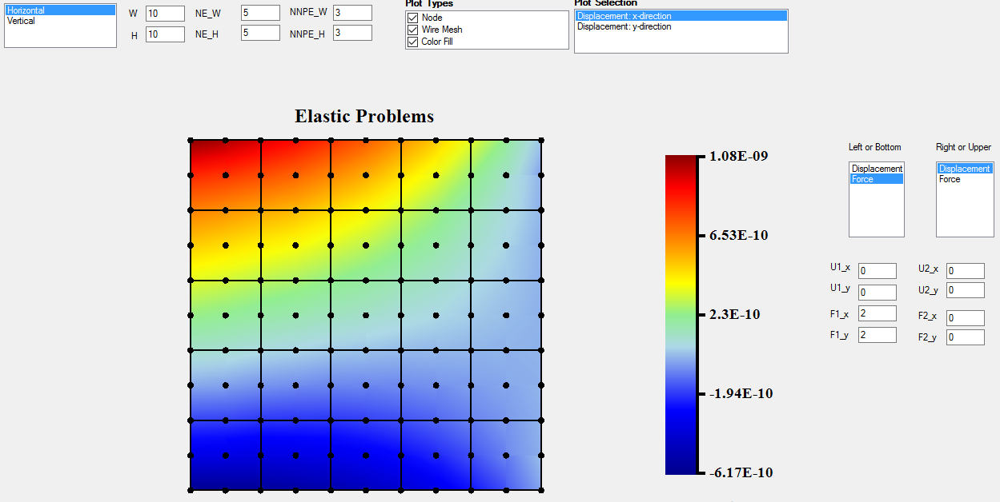 Horizontal
Vertical
W 10 NE_W 5 NNPE_W 3
H 10 NE_H 5 NNPE_H 3
Plot Types
Node
Wire Mesh
Color Fill
Plot Selection
Displacement: x-direction
Displacement: y-direction
Elastic Problems
1.08E-09
6.53E-10
2.3E-10
-1.94E-10
-6.17E-10
Left or Bottom
Displacement
Force
Right or Upper
Displacement
Force
U1_x 0 U2_x 0
U1_y 0 U2_y 0
F1_x 2 F2_x 0
F1_y 2 F2_y 0